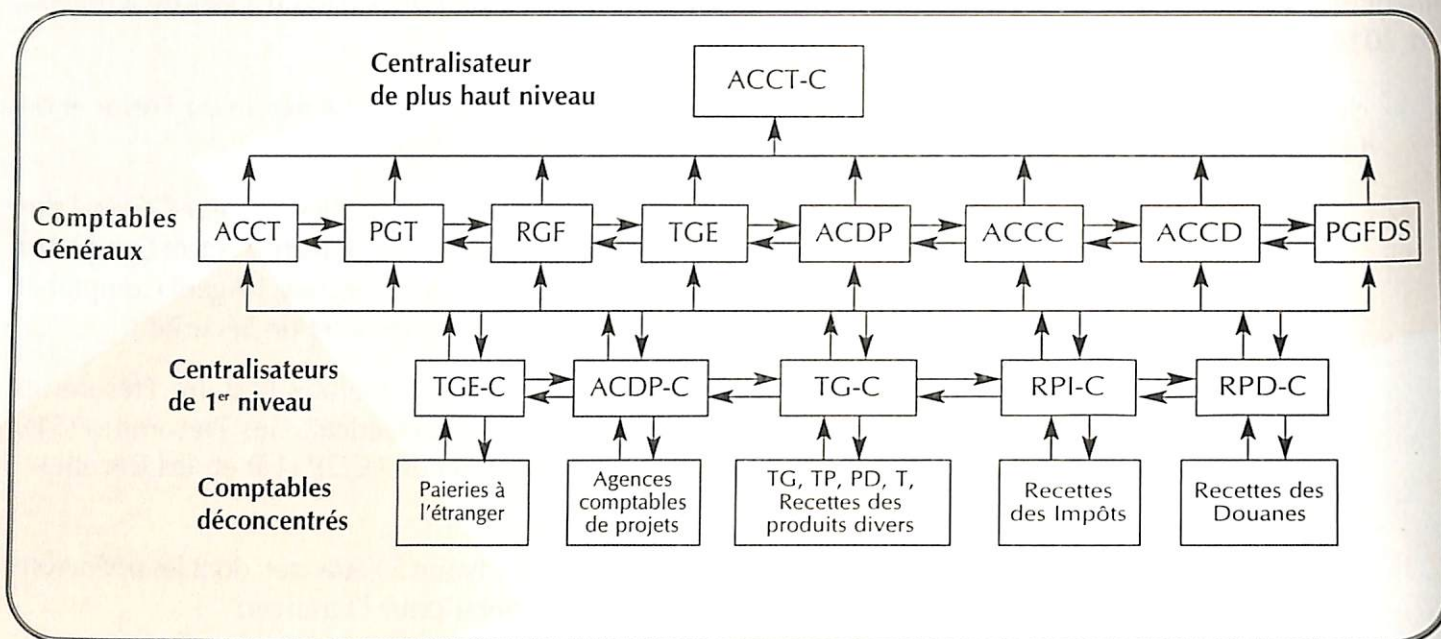 Centralisateur
de plus haut niveau
ACCT-C
Comptables
Généraux
ACCT
PGT
RGF
TGE
ACDP
ACCC
ACCD
PGFDS
Centralisateurs
de 1er niveau
TGE-C
ACDP-C
TG-C
RPI-C
RPD-C
Comptables
déconcentrés
Paieries à
l'étranger
Agences
comptables
de projets
TG, TP, PD, T,
Recettes des
produits divers
Recettes
des Impôts
Recettes des
Douanes